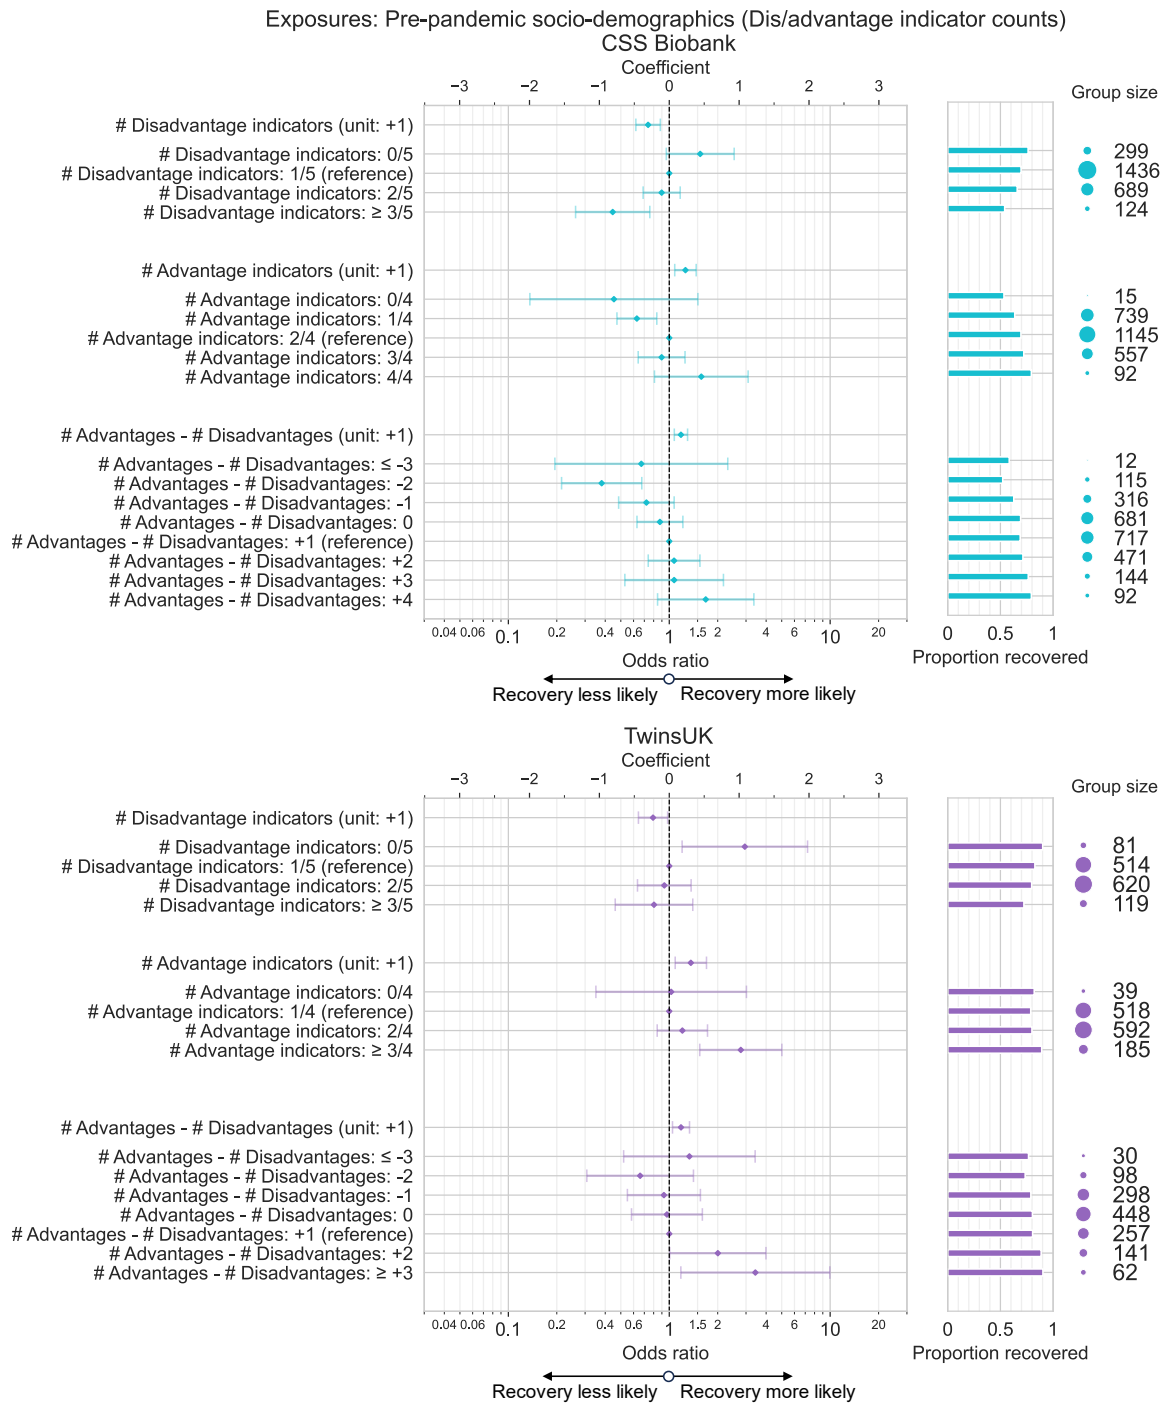 Exposures: Pre-pandemic socio-demographics (Dis/advantage indicator counts)
CSS Biobank
Coefficient
−3 −2 −1 0 1 2 3
Group size
# Disadvantage indicators (unit: +1)
# Disadvantage indicators: 0/5 299
# Disadvantage indicators: 1/5 (reference) 1436
# Disadvantage indicators: 2/5 689
# Disadvantage indicators: ≥ 3/5 124
# Advantage indicators (unit: +1)
# Advantage indicators: 0/4 15
# Advantage indicators: 1/4 739
# Advantage indicators: 2/4 (reference) 1145
# Advantage indicators: 3/4 557
# Advantage indicators: 4/4 92
# Advantages - # Disadvantages (unit: +1)
# Advantages - # Disadvantages: ≤ -3 12
# Advantages - # Disadvantages: -2 115
# Advantages - # Disadvantages: -1 316
# Advantages - # Disadvantages: 0 681
# Advantages - # Disadvantages: +1 (reference) 717
# Advantages - # Disadvantages: +2 471
# Advantages - # Disadvantages: +3 144
# Advantages - # Disadvantages: +4 92
0.04 0.06 0.1 0.2 0.4 0.6 1 1.5 2 4 6 10 20 0 0.5 1
Odds ratio Proportion recovered
Recovery less likely Recovery more likely
TwinsUK
Coefficient
−3 −2 −1 0 1 2 3
Group size
# Disadvantage indicators (unit: +1)
# Disadvantage indicators: 0/5 81
# Disadvantage indicators: 1/5 (reference) 514
# Disadvantage indicators: 2/5 620
# Disadvantage indicators: ≥ 3/5 119
# Advantage indicators (unit: +1)
# Advantage indicators: 0/4 39
# Advantage indicators: 1/4 (reference) 518
# Advantage indicators: 2/4 592
# Advantage indicators: ≥ 3/4 185
# Advantages - # Disadvantages (unit: +1)
# Advantages - # Disadvantages: ≤ -3 30
# Advantages - # Disadvantages: -2 98
# Advantages - # Disadvantages: -1 298
# Advantages - # Disadvantages: 0 448
# Advantages - # Disadvantages: +1 (reference) 257
# Advantages - # Disadvantages: +2 141
# Advantages - # Disadvantages: ≥ +3 62
0.04 0.06 0.1 0.2 0.4 0.6 1 1.5 2 4 6 10 20 0 0.5 1
Odds ratio Proportion recovered
Recovery less likely Recovery more likely